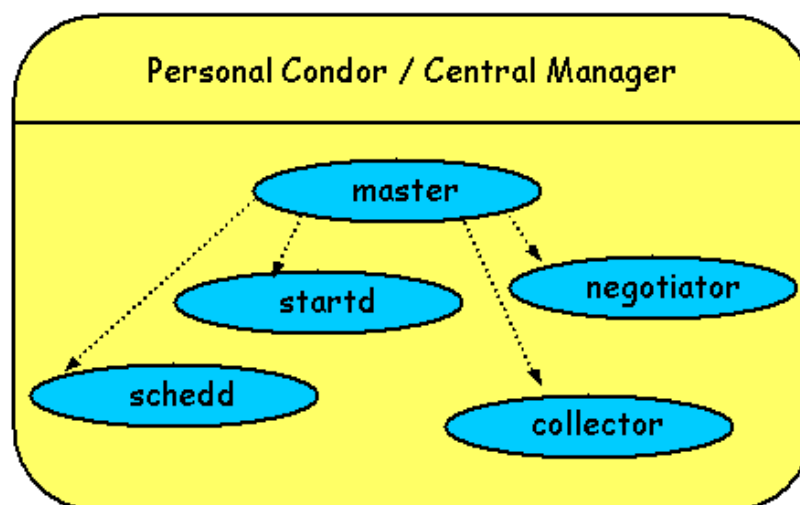 Personal Condor / Central Manager
master
startd
negotiator
schedd
collector